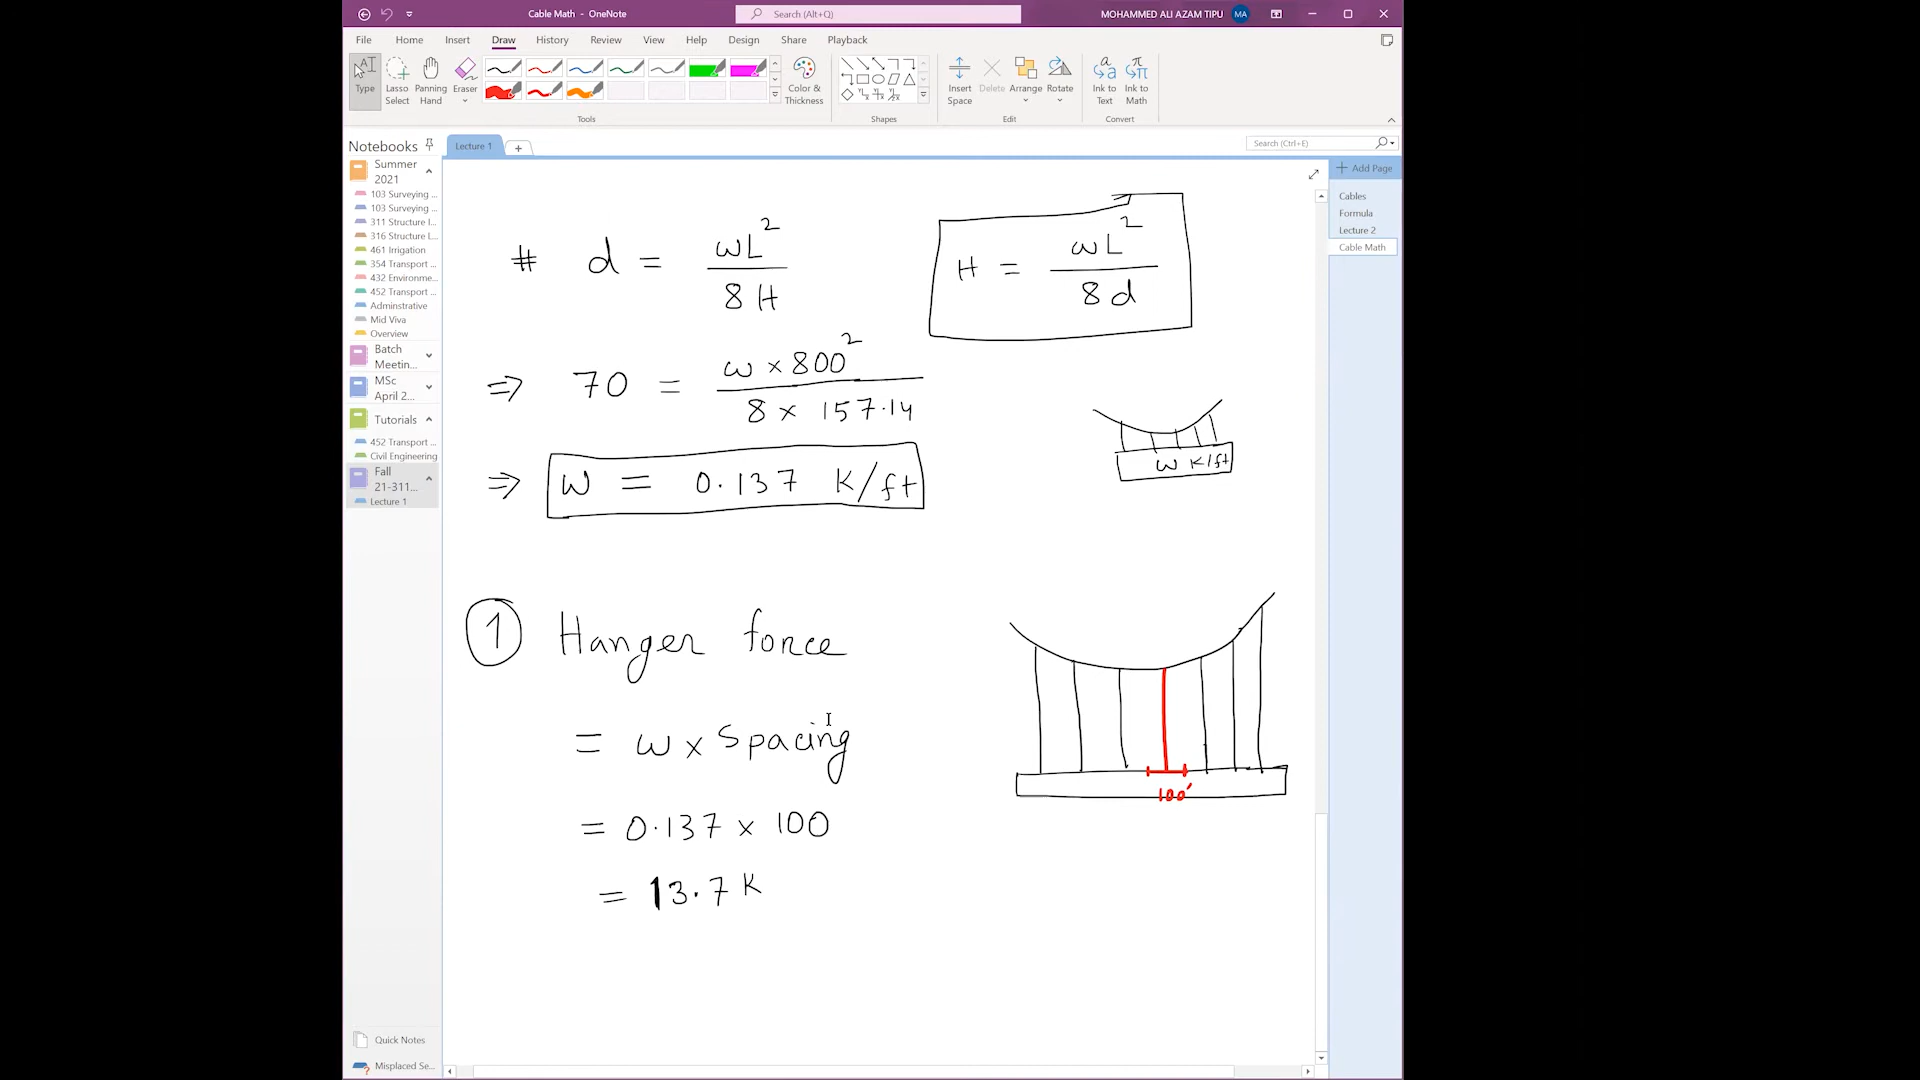 Cable Math - OneNote
Search (Alt+Q)
MOHAMMED ALI AZAM TIPU
MA
File Home Insert Draw History Review View Help Design Share Playback
Type
Lasso Select
Panning Hand
Eraser
Color & Thickness
Insert Space
Delete
Arrange
Rotate
Ink to Text
Ink to Math
Tools
Shapes
Edit
Convert
Notebooks
Lecture 1
Search (Ctrl+E)
Summer 2021
103 Surveying ...
103 Surveying ...
311 Structure I...
316 Structure L...
461 Irrigation
354 Transport ...
432 Environme...
452 Transport ...
Adminstrative
Mid Viva
Overview
Batch Meetin...
MSc April 2...
Tutorials
452 Transport ...
Civil Engineering
Fall 21-311...
Lecture 1
Quick Notes
Misplaced Se...
Add Page
Cables
Formula
Lecture 2
Cable Math
# d = ωL² / 8H
H = ωL² / 8d
⇒ 70 = ω × 800² / 8 × 157.14
⇒ W = 0.137 K/ft
ω K/ft
① Hanger force
= ω × Spacing
= 0.137 × 100
= 13.7 K
100'